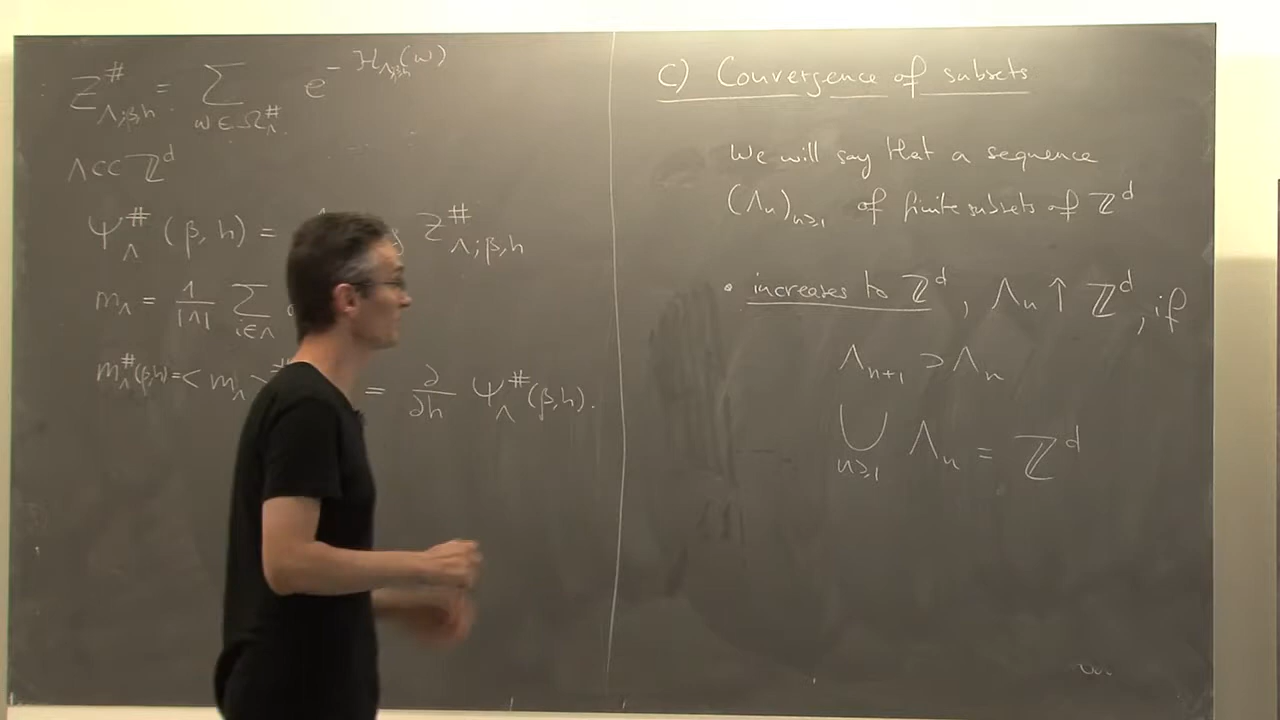 Z^#_{Λ;β,h} = Σ_{ω∈Ω^#_Λ} e^{-ℋ_{Λ;β,h}(ω)}
Λ⊂⊂ ℤ^d
Ψ^#_Λ (β, h) = Z^#_{Λ;β,h}
m_Λ = 1/|Λ| Σ_{i∈Λ}
m^#_Λ(β,h) = < m_Λ > = ∂/∂h Ψ^#_Λ(β,h).
c) Convergence of subsets
We will say that a sequence
(Λ_n)_{n≥1} of finite subsets of ℤ^d
• increases to ℤ^d, Λ_n ↑ ℤ^d, if
Λ_{n+1} ⊃ Λ_n
⋃_{n≥1} Λ_n = ℤ^d